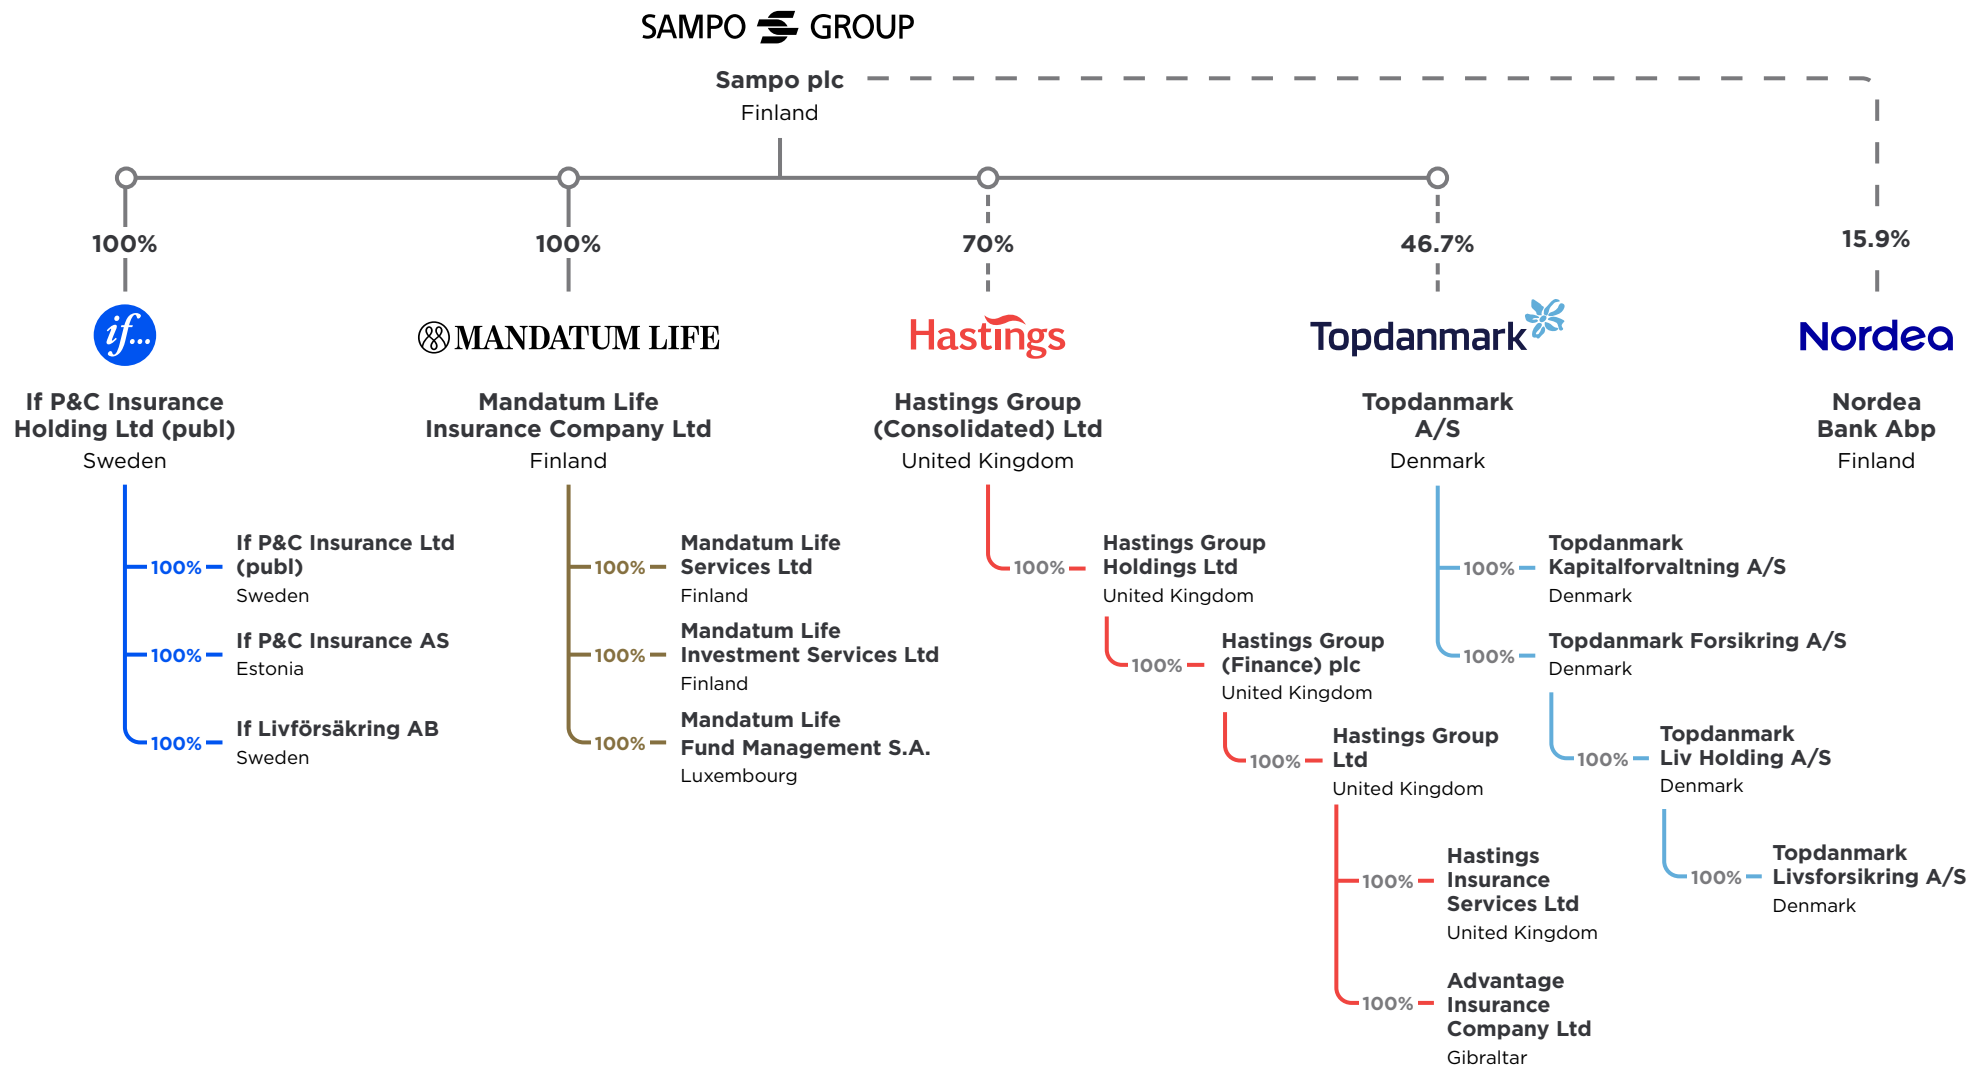 SAMPO GROUP
Sampo plc
Finland
100%
100%
70%
46.7%
15.9%
if...
MANDATUM LIFE
Hastings
Topdanmark
Nordea
If P&C Insurance
Holding Ltd (publ)
Sweden
Mandatum Life
Insurance Company Ltd
Finland
Hastings Group
(Consolidated) Ltd
United Kingdom
Topdanmark
A/S
Denmark
Nordea
Bank Abp
Finland
100%
If P&C Insurance Ltd
(publ)
Sweden
100%
If P&C Insurance AS
Estonia
100%
If Livförsäkring AB
Sweden
100%
Mandatum Life
Services Ltd
Finland
100%
Mandatum Life
Investment Services Ltd
Finland
100%
Mandatum Life
Fund Management S.A.
Luxembourg
100%
Hastings Group
Holdings Ltd
United Kingdom
100%
Hastings Group
(Finance) plc
United Kingdom
100%
Hastings Group
Ltd
United Kingdom
100%
Hastings
Insurance
Services Ltd
United Kingdom
100%
Advantage
Insurance
Company Ltd
Gibraltar
100%
Topdanmark
Kapitalforvaltning A/S
Denmark
100%
Topdanmark Forsikring A/S
Denmark
100%
Topdanmark
Liv Holding A/S
Denmark
100%
Topdanmark
Livsforsikring A/S
Denmark